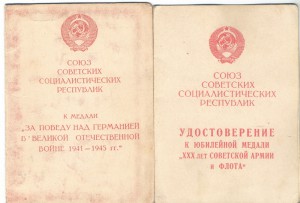 СОЮЗ
СОВЕТСКИХ
СОЦИАЛИСТИЧЕСКИХ
РЕСПУБЛИК
К МЕДАЛИ
"ЗА ПОБЕДУ НАД ГЕРМАНИЕЙ
В ВЕЛИКОЙ ОТЕЧЕСТВЕННОЙ
ВОЙНЕ 1941—1945 гг."
СОЮЗ
СОВЕТСКИХ
СОЦИАЛИСТИЧЕСКИХ
РЕСПУБЛИК
УДОСТОВЕРЕНИЕ
К ЮБИЛЕЙНОЙ МЕДАЛИ
"XXX ЛЕТ СОВЕТСКОЙ АРМИИ
и ФЛОТА"